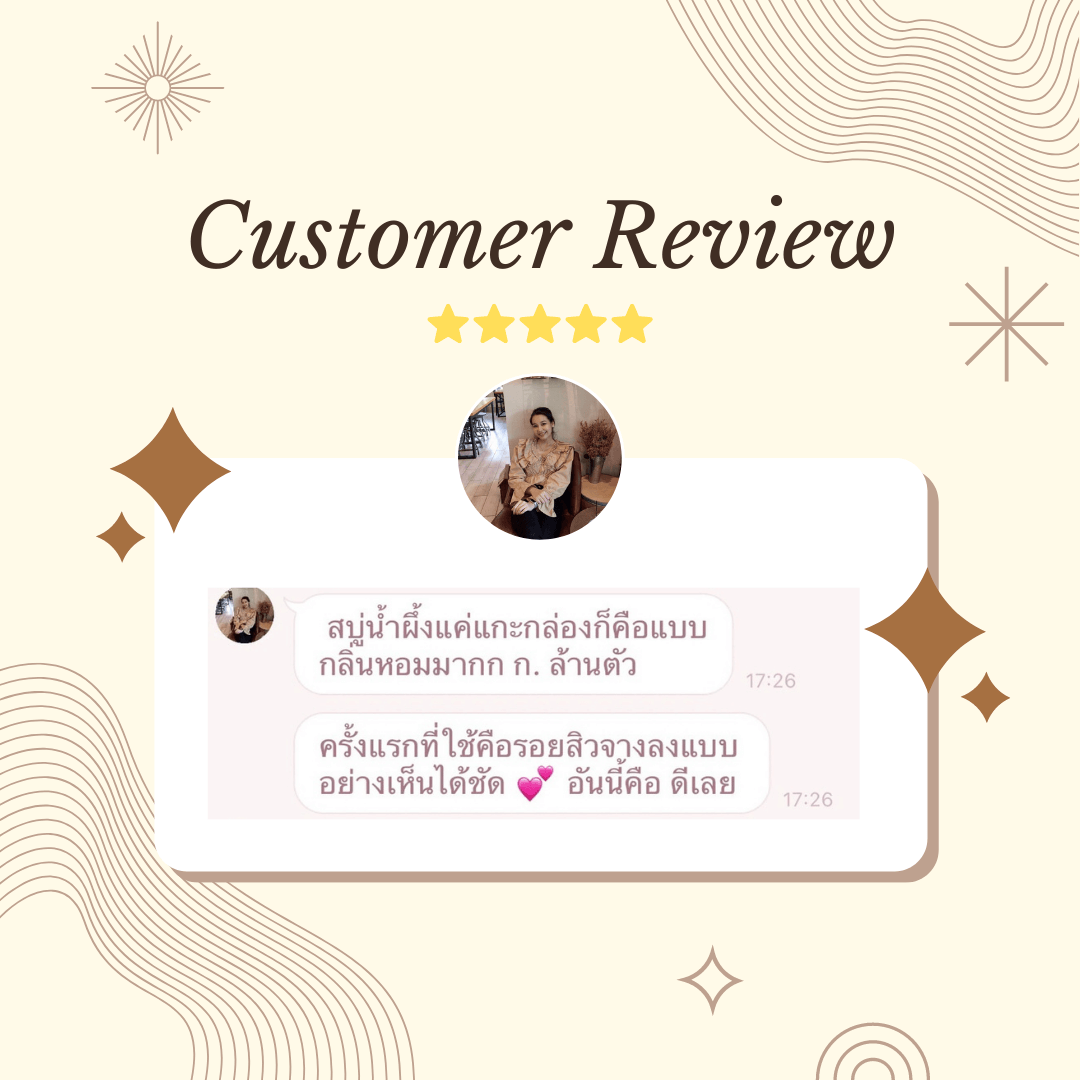 Customer Review
สบู่น้ำผึ้งแค่แกะกล่องก็คือแบบ
กลิ่นหอมมากก ก. ล้านตัว
17:26
ครั้งแรกที่ใช้คือรอยสิวจางลงแบบ
อย่างเห็นได้ชัด 💕 อันนี้คือ ดีเลย
17:26